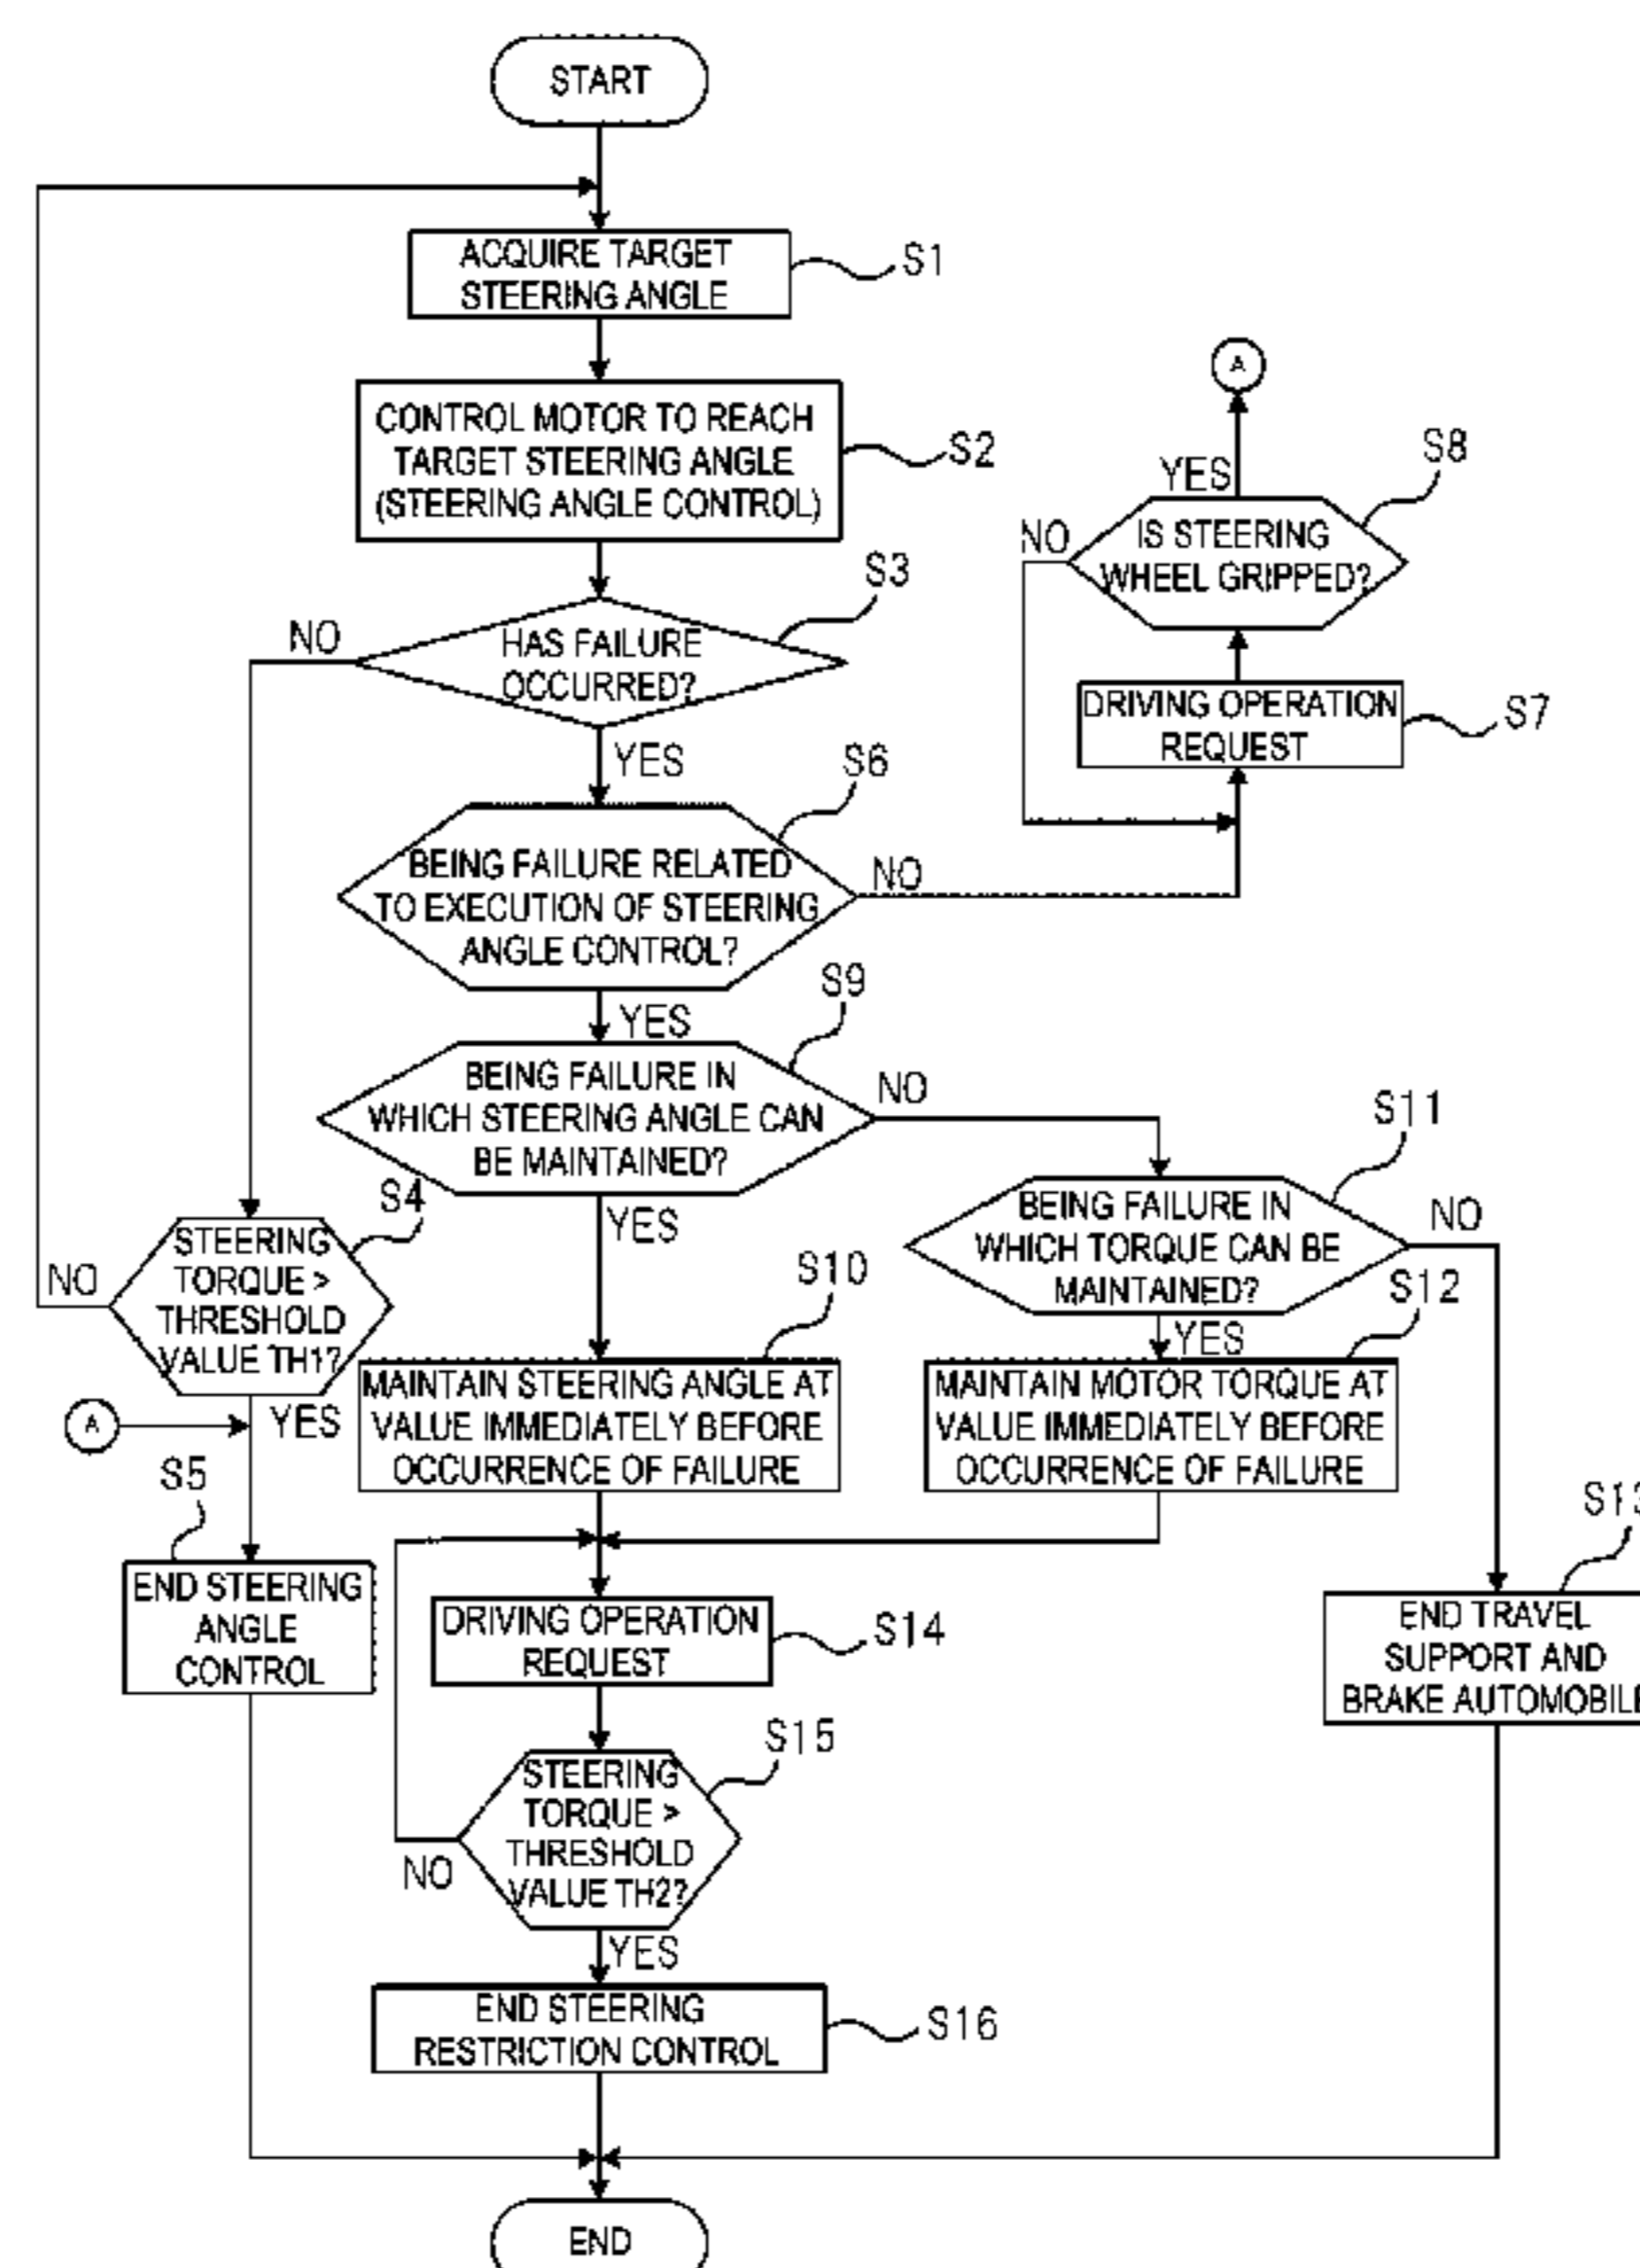 START
ACQUIRE TARGET
STEERING ANGLE
S1
CONTROL MOTOR TO REACH
TARGET STEERING ANGLE
(STEERING ANGLE CONTROL)
S2
A
YES
S8
NO
IS STEERING
WHEEL GRIPPED?
S3
NO
HAS FAILURE
OCCURRED?
DRIVING OPERATION
REQUEST
S7
YES
S6
BEING FAILURE RELATED
TO EXECUTION OF STEERING
ANGLE CONTROL?
NO
YES
S9
BEING FAILURE IN
WHICH STEERING ANGLE CAN
BE MAINTAINED?
NO
S11
BEING FAILURE IN
WHICH TORQUE CAN BE
MAINTAINED?
NO
S4
STEERING
TORQUE >
THRESHOLD
VALUE TH1?
NO
YES
S10
S12
YES
MAINTAIN STEERING ANGLE AT
VALUE IMMEDIATELY BEFORE
OCCURRENCE OF FAILURE
MAINTAIN MOTOR TORQUE AT
VALUE IMMEDIATELY BEFORE
OCCURRENCE OF FAILURE
A
YES
S5
END STEERING
ANGLE
CONTROL
S13
END TRAVEL
SUPPORT AND
BRAKE AUTOMOBILE
DRIVING OPERATION
REQUEST
S14
S15
STEERING
TORQUE >
THRESHOLD
VALUE TH2?
NO
YES
END STEERING
RESTRICTION CONTROL
S16
END